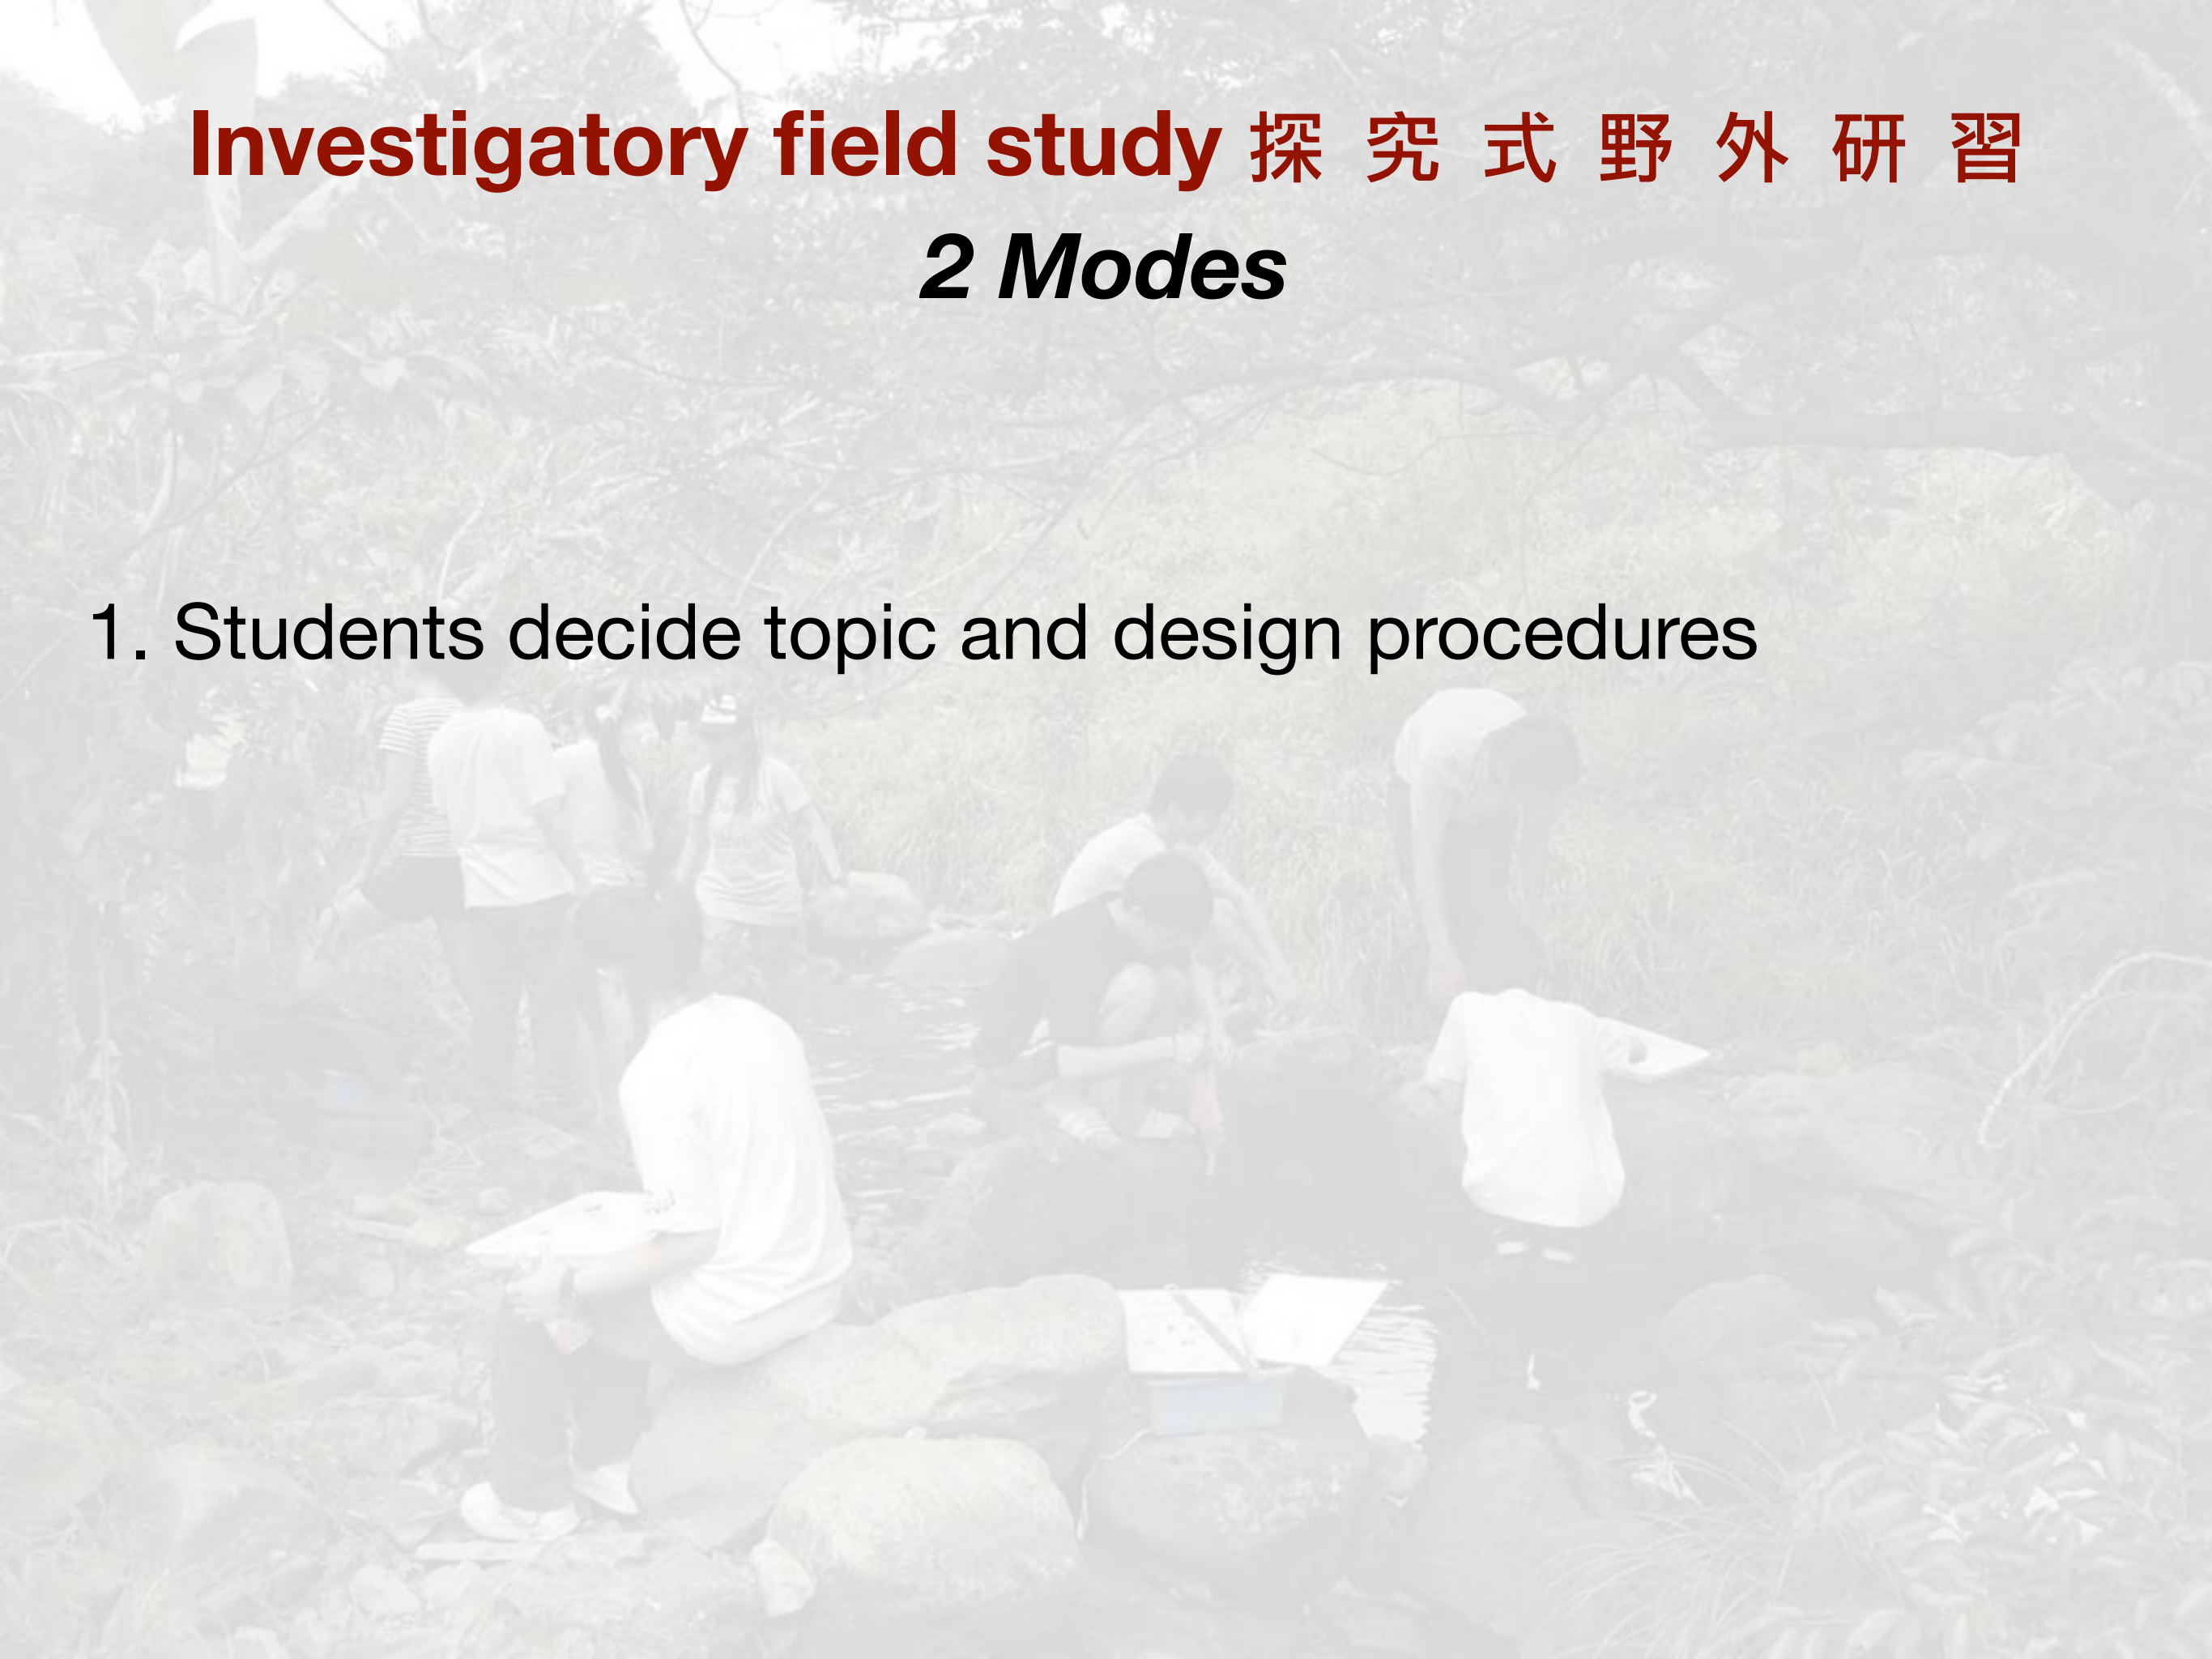 Investigatory field study 探 究 式 野 外 研 習
2 Modes
1. Students decide topic and design procedures